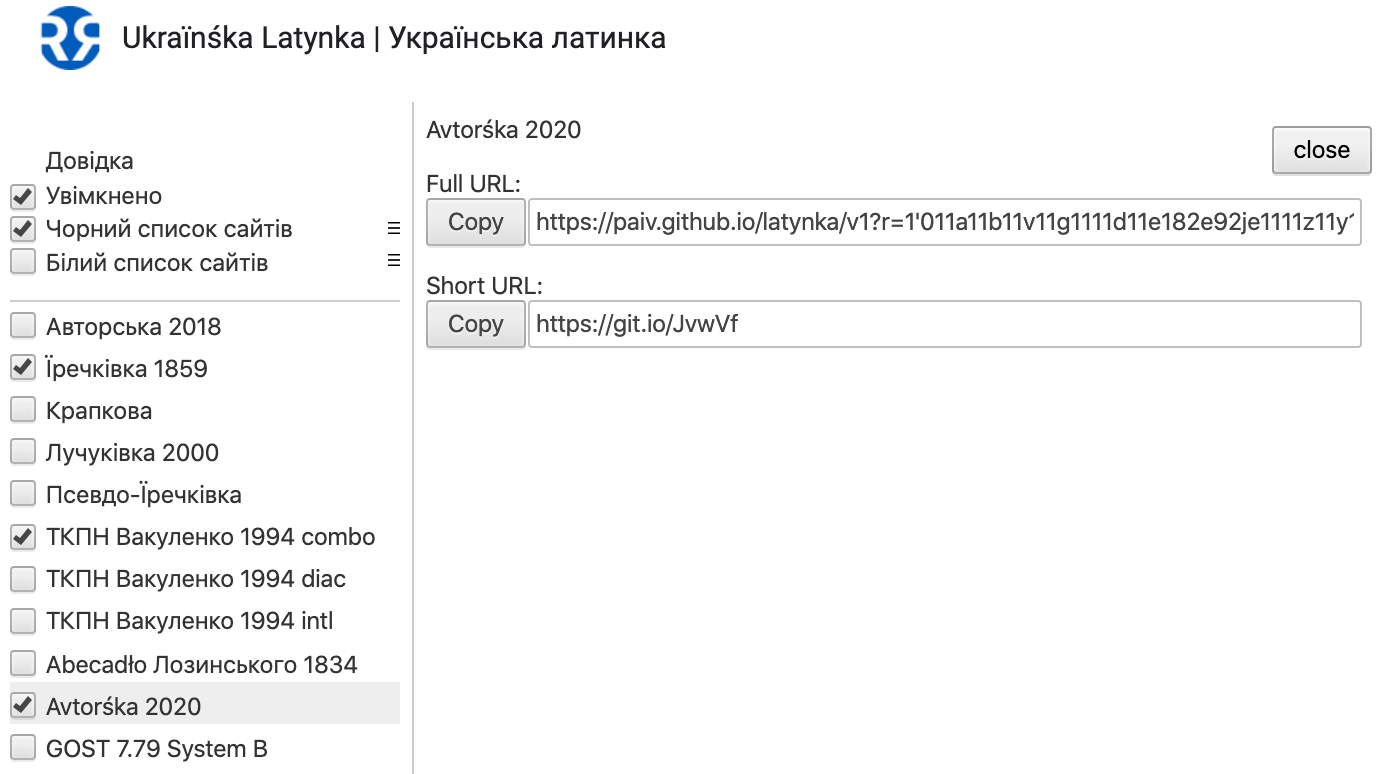 Ukraїnśka Latynka | Українська латинка
Довідка
Увімкнено
Чорний список сайтів
Білий список сайтів
Авторська 2018
Їречківка 1859
Крапкова
Лучуківка 2000
Псевдо-Їречківка
ТКПН Вакуленко 1994 combo
ТКПН Вакуленко 1994 diac
ТКПН Вакуленко 1994 intl
Abecadło Лозинського 1834
Avtorśka 2020
GOST 7.79 System B
Avtorśka 2020
close
Full URL:
Copy https://paiv.github.io/latynka/v1?r=1'011a11b11v11g1111d11e182e92je1111z11y
Short URL:
Copy https://git.io/JvwVf